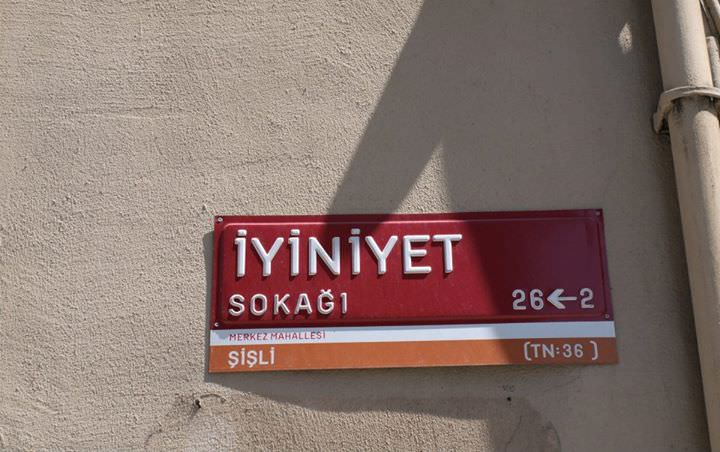 İYİNİYET
SOKAĞI 26←2
MERKEZ MAHALLESİ
ŞİŞLİ (TN:36 )